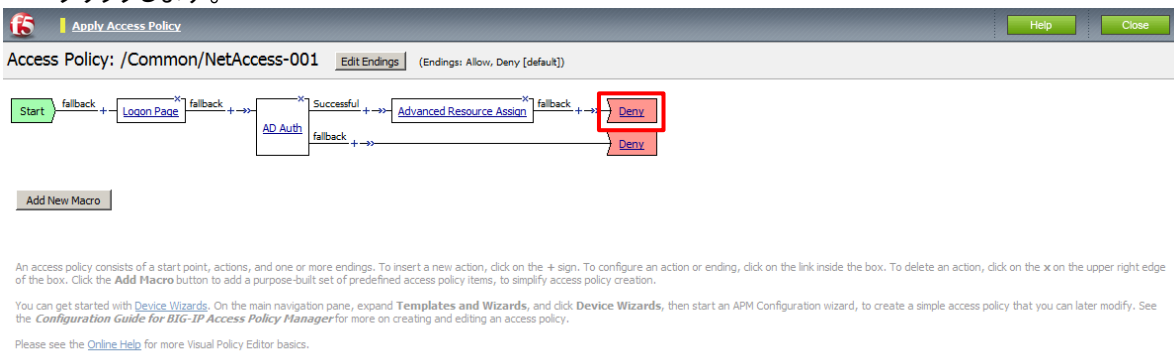 クリックします。
f5 Apply Access Policy Help Close
Access Policy: /Common/NetAccess-001 Edit Endings (Endings: Allow, Deny [default])
Start fallback + Logon Page x fallback + AD Auth x Successful + Advanced Resource Assign x fallback + Deny
fallback + Deny
Add New Macro
An access policy consists of a start point, actions, and one or more endings. To insert a new action, click on the + sign. To configure an action or ending, click on the link inside the box. To delete an action, click on the x on the upper right edge
of the box. Click the Add Macro button to add a purpose-built set of predefined access policy items, to simplify access policy creation.
You can get started with Device Wizards. On the main navigation pane, expand Templates and Wizards, and click Device Wizards, then start an APM Configuration wizard, to create a simple access policy that you can later modify. See
the Configuration Guide for BIG-IP Access Policy Manager for more on creating and editing an access policy.
Please see the Online Help for more Visual Policy Editor basics.